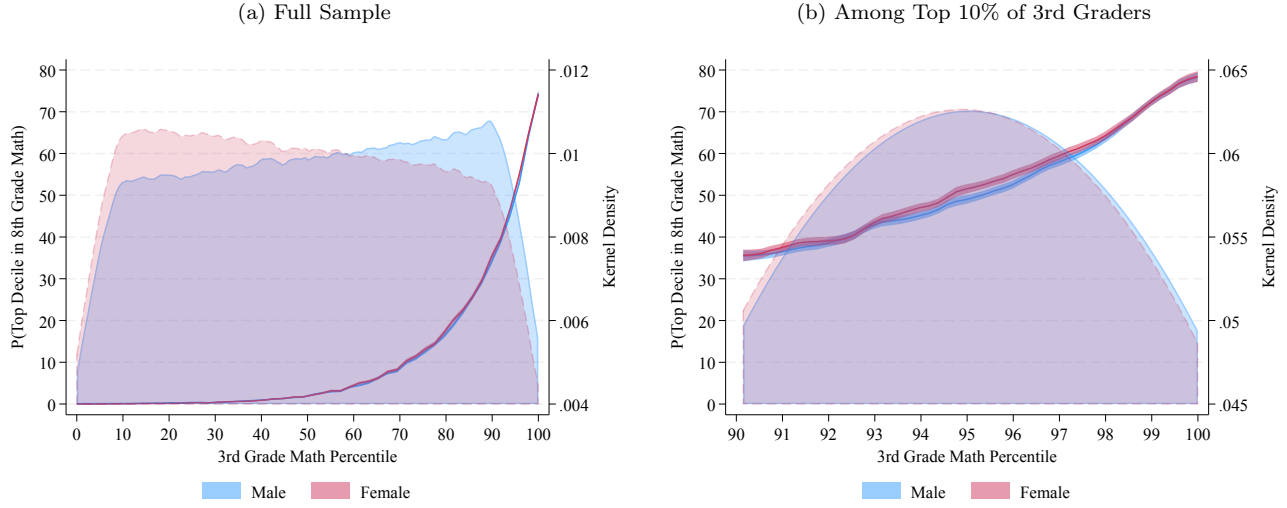 (a) Full Sample
P(Top Decile in 8th Grade Math)
80
70
60
50
40
30
20
10
0
.012
.01
.008
.006
.004
Kernel Density
0 10 20 30 40 50 60 70 80 90 100
3rd Grade Math Percentile
Male Female
(b) Among Top 10% of 3rd Graders
P(Top Decile in 8th Grade Math)
80
70
60
50
40
30
20
10
0
.065
.06
.055
.05
.045
Kernel Density
90 91 92 93 94 95 96 97 98 99 100
3rd Grade Math Percentile
Male Female